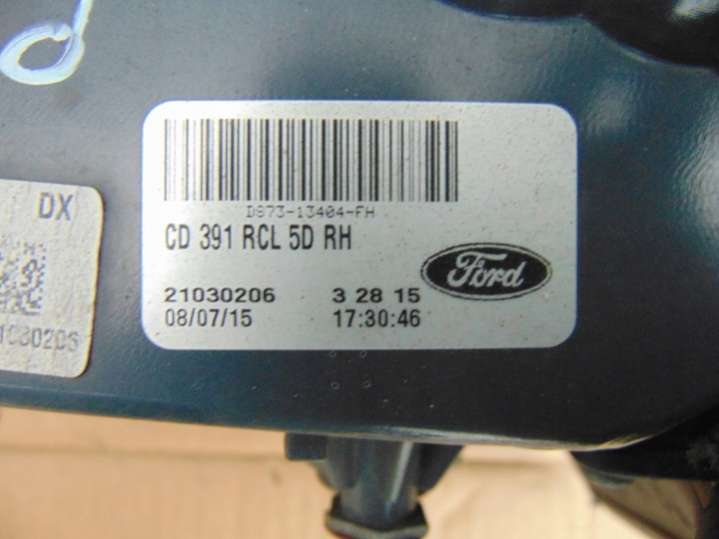 DS73-13404-FH
CD 391 RCL 5D RH
Ford
21030206 3 28 15
08/07/15 17:30:46
DX